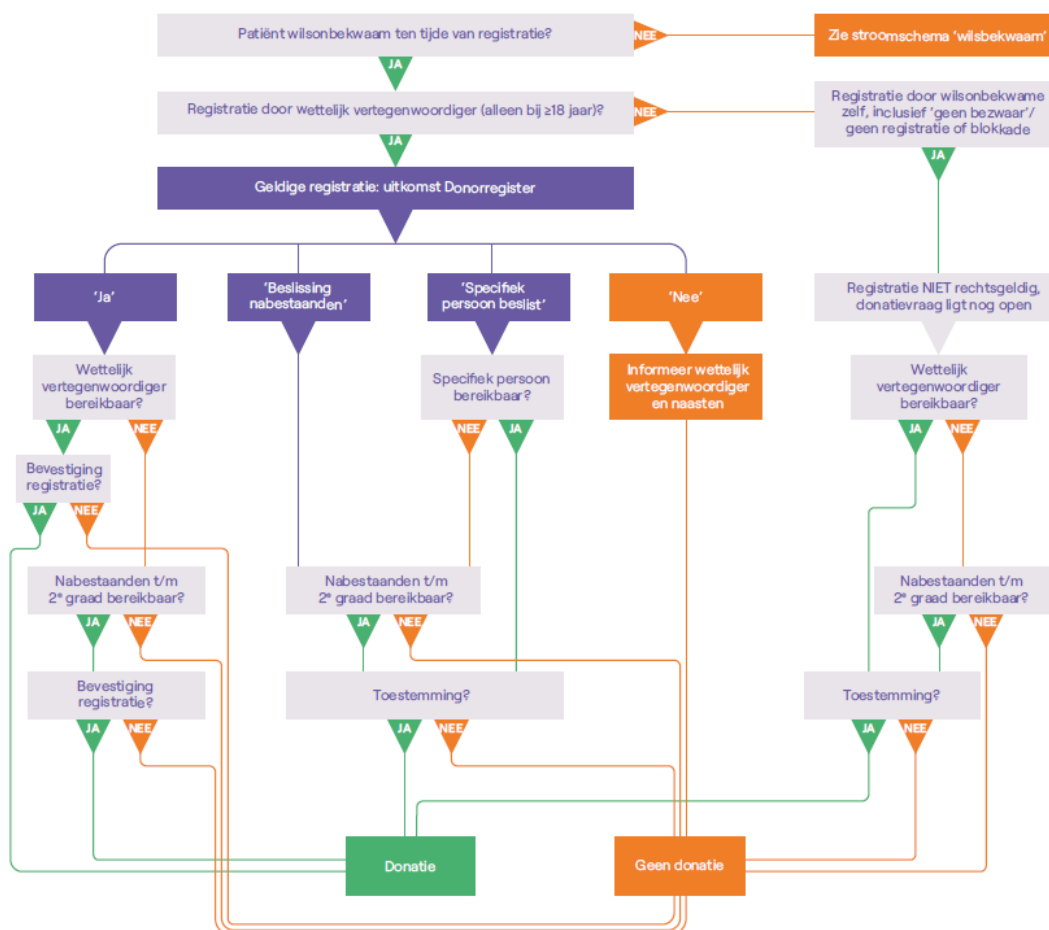 Patiënt wilsonbekwaam ten tijde van registratie?
NEE
Zie stroomschema 'wilsbekwaam'
JA
Registratie door wettelijk vertegenwoordiger (alleen bij ≥18 jaar)?
NEE
Registratie door wilsonbekwame
zelf, inclusief 'geen bezwaar'/
geen registratie of blokkade
JA
JA
Geldige registratie: uitkomst Donorregister
'Ja'
'Beslissing
nabestaanden'
'Specifiek
persoon beslist'
'Nee'
Registratie NIET rechtsgeldig,
donatievraag ligt nog open
Wettelijk
vertegenwoordiger
bereikbaar?
Specifiek persoon
bereikbaar?
Informeer wettelijk
vertegenwoordiger
en naasten
Wettelijk
vertegenwoordiger
bereikbaar?
JA
NEE
NEE
JA
JA
NEE
Bevestiging
registratie?
JA
NEE
Nabestaanden t/m
2e graad bereikbaar?
Nabestaanden t/m
2e graad bereikbaar?
Nabestaanden t/m
2e graad bereikbaar?
JA
NEE
JA
NEE
JA
NEE
Bevestiging
registratie?
Toestemming?
Toestemming?
JA
NEE
JA
NEE
JA
NEE
Donatie
Geen donatie